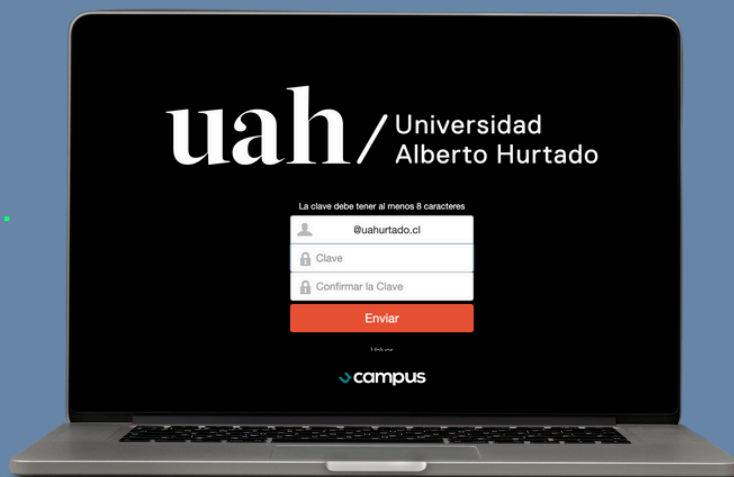 uah/ Universidad
Alberto Hurtado
La clave debe tener al menos 8 caracteres
@uahurtado.cl
Clave
Confirmar la Clave
Enviar
Volver
campus